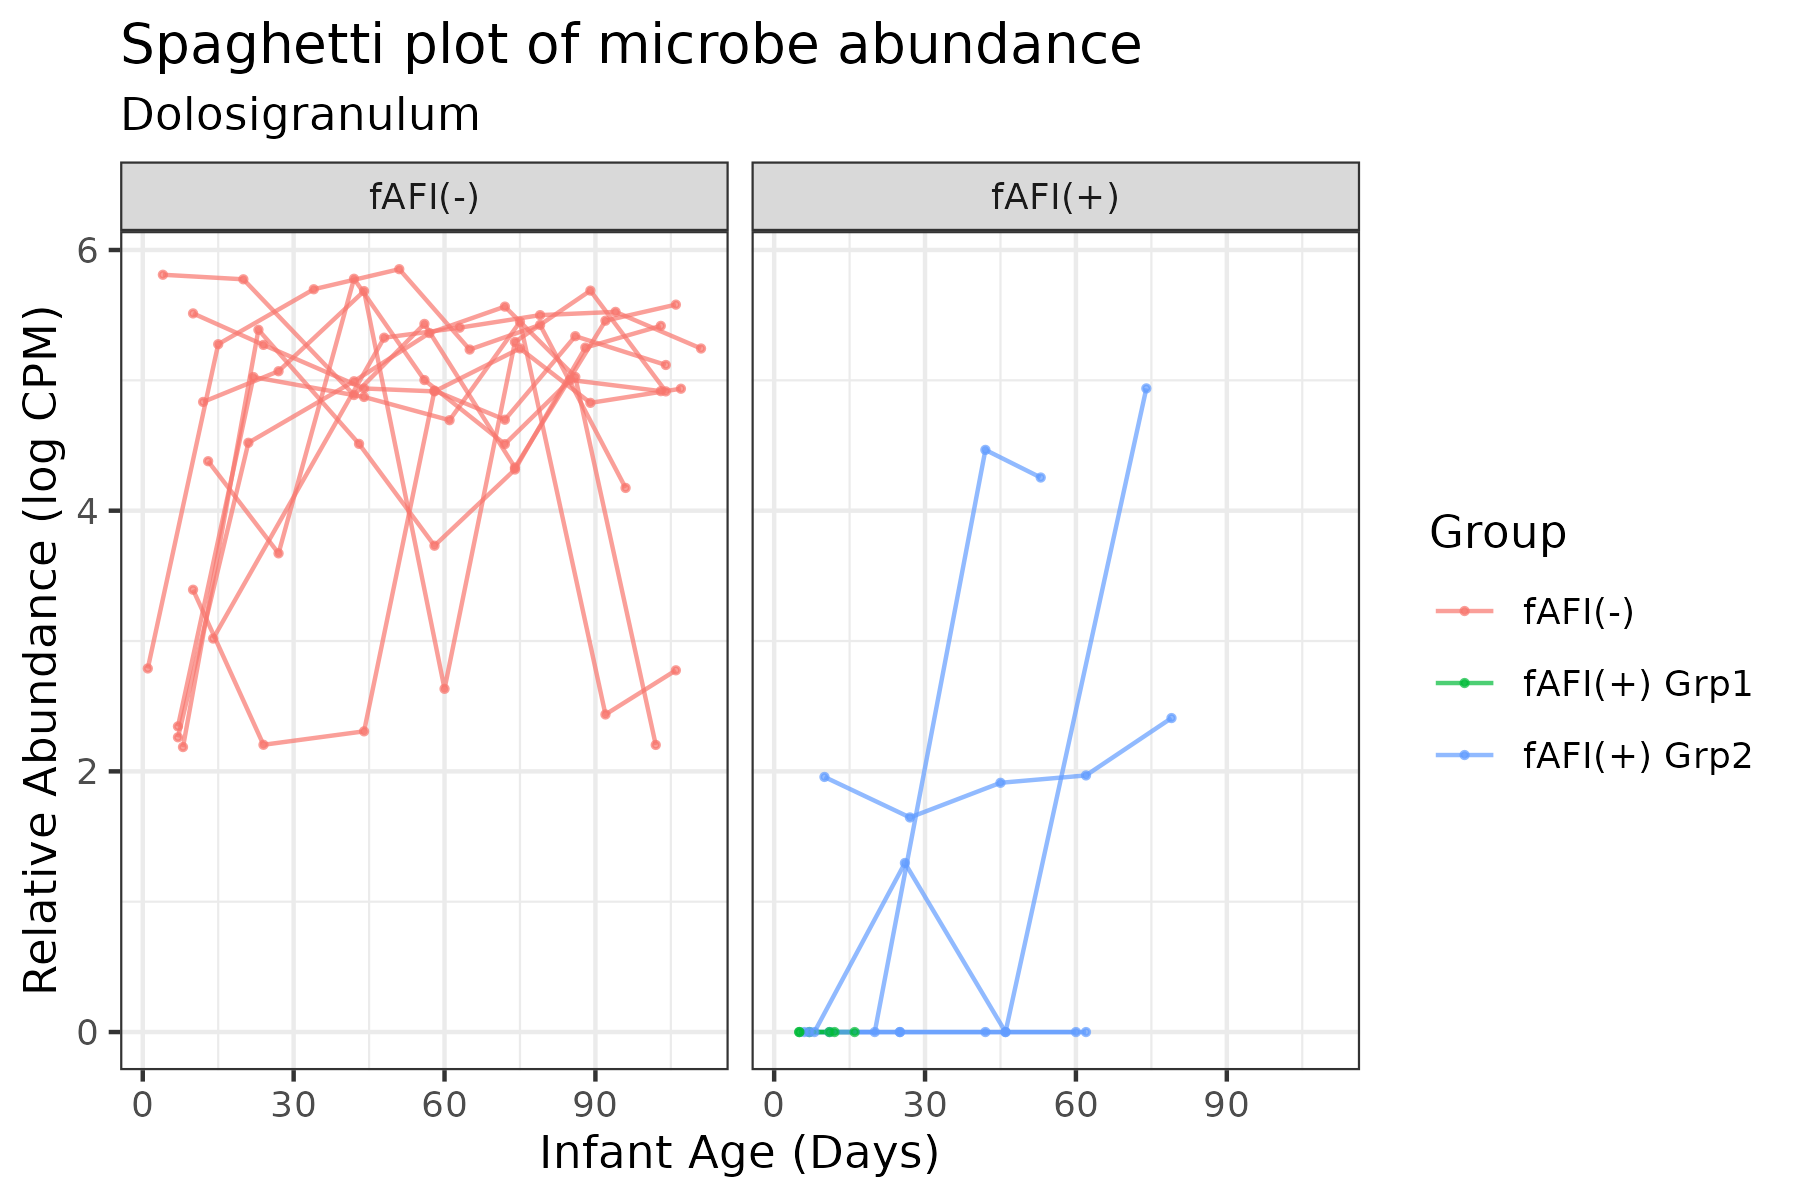 Spaghetti plot of microbe abundance
Dolosigranulum
fAFI(-)
fAFI(+)
6
4
2
0
Relative Abundance (log CPM)
0 30 60 90
0 30 60 90
Infant Age (Days)
Group
fAFI(-)
fAFI(+) Grp1
fAFI(+) Grp2